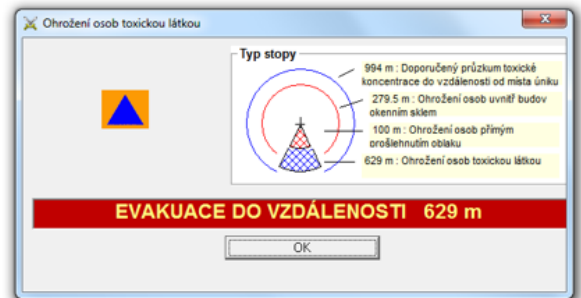 Ohrožení osob toxickou látkou
Typ stopy
994 m : Doporučený průzkum toxické
koncentrace do vzdálenosti od místa úniku
279.5 m : Ohrožení osob uvnitř budov
okenním sklem
100 m : Ohrožení osob přímým
prošlehnutím oblaku
629 m : Ohrožení osob toxickou látkou
EVAKUACE DO VZDÁLENOSTI 629 m
OK